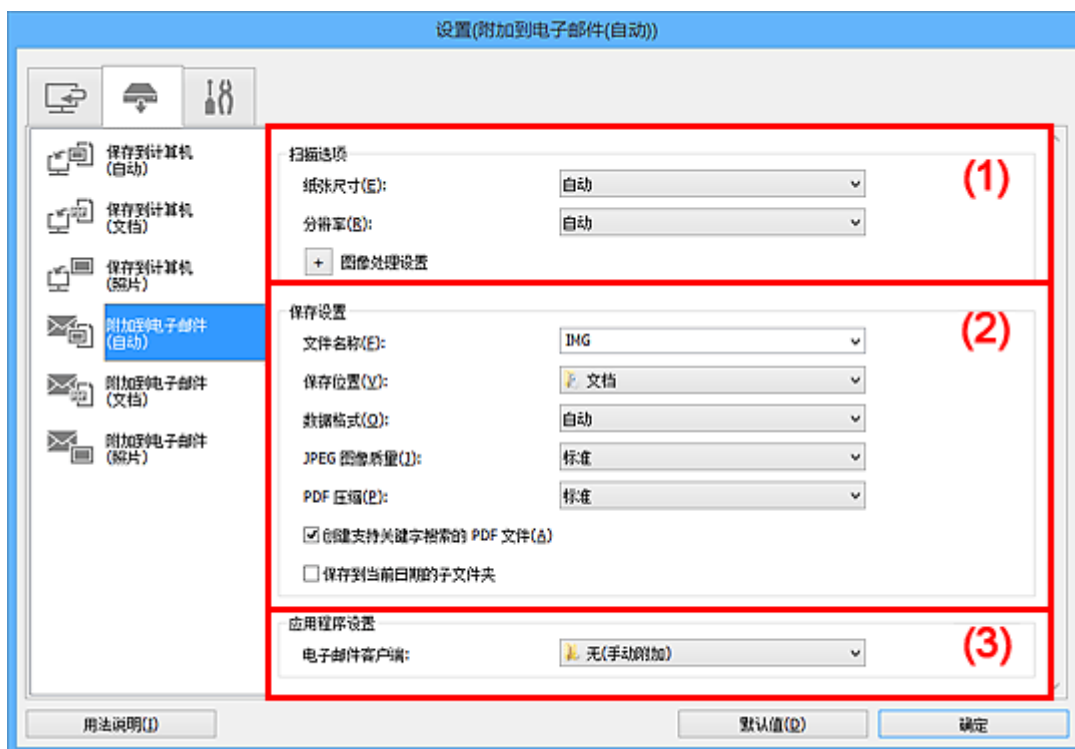 设置(附加到电子邮件(自动))
保存到计算机
(自动)
保存到计算机
(文档)
保存到计算机
(照片)
附加到电子邮件
(自动)
附加到电子邮件
(文档)
附加到电子邮件
(照片)
扫描选项
(1)
纸张尺寸(E): 自动
分辨率(R): 自动
+ 图像处理设置
保存设置
(2)
文件名称(F): IMG
保存位置(V): 文档
数据格式(O): 自动
JPEG 图像质量(J): 标准
PDF 压缩(P): 标准
创建支持关键字搜索的 PDF 文件(A)
保存到当前日期的子文件夹
应用程序设置
(3)
电子邮件客户端: 无(手动附加)
用法说明(I) 默认值(D) 确定